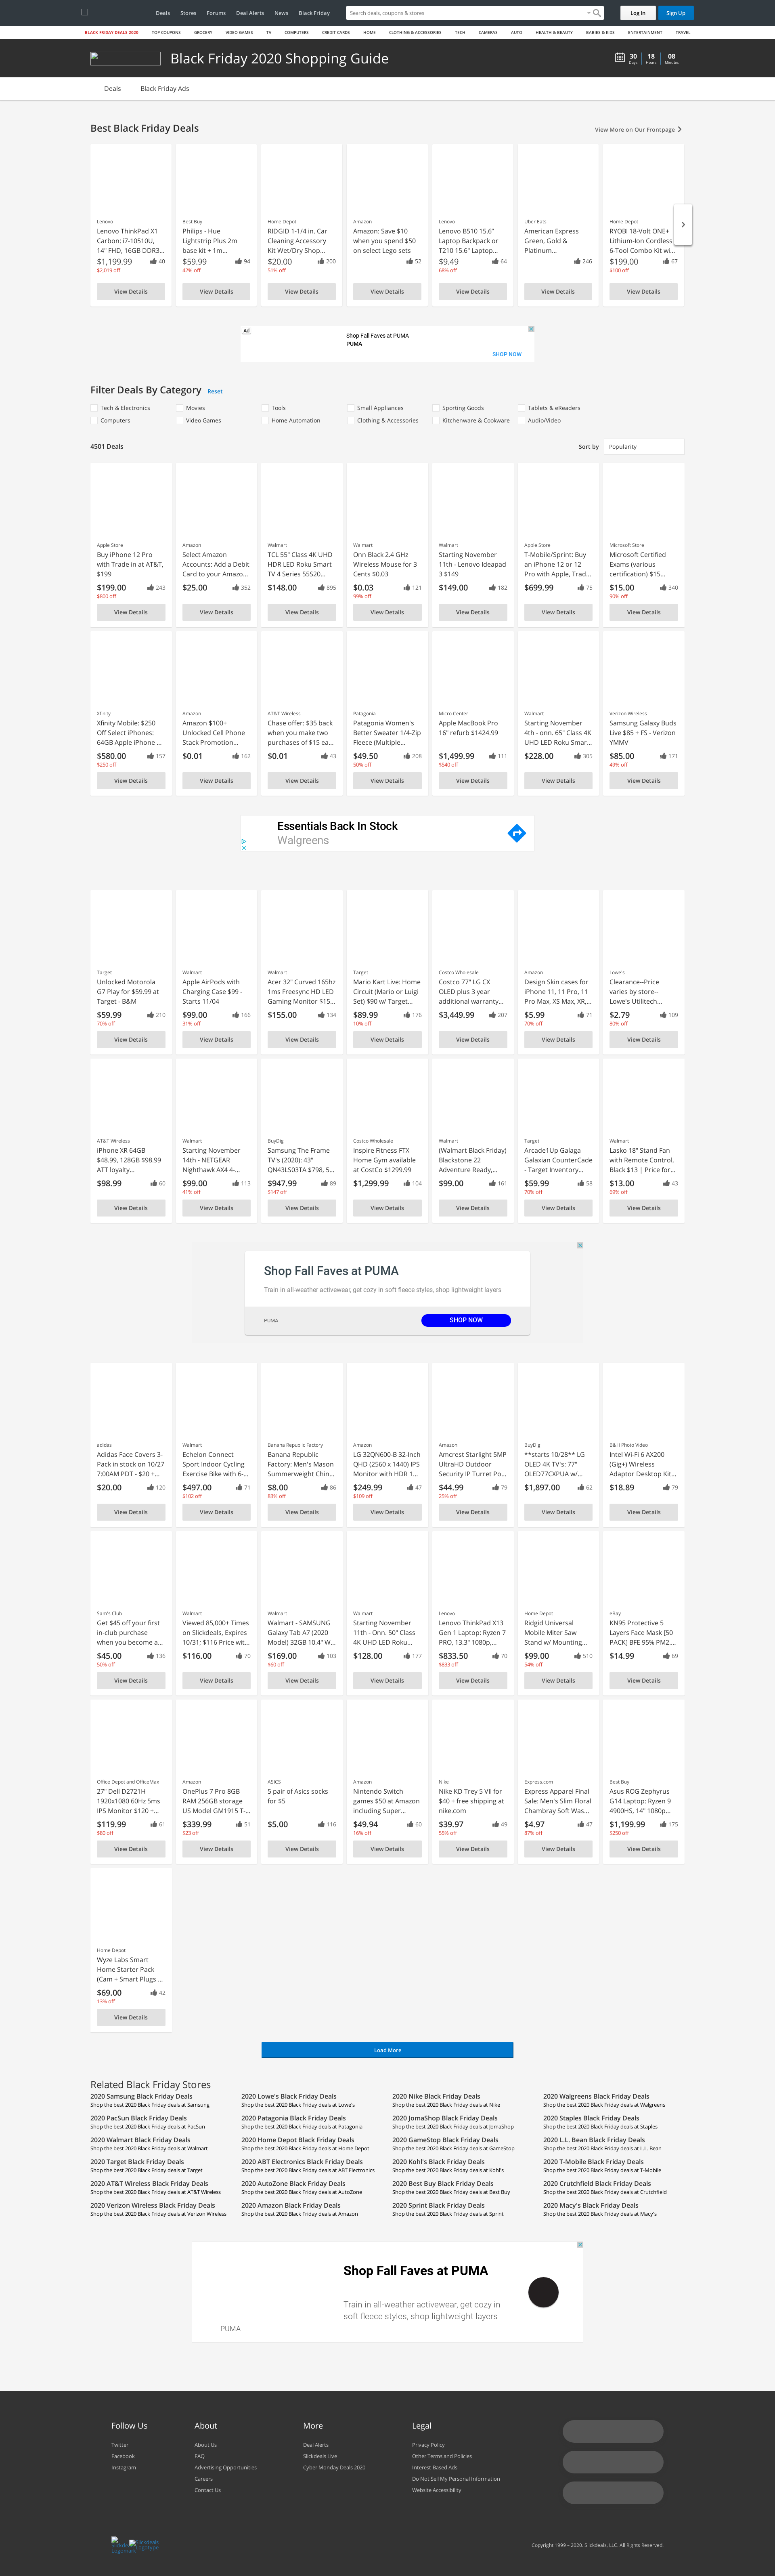 Deals Stores Forums Deal Alerts News Black Friday
Search deals, coupons & stores
Log In Sign Up
BLACK FRIDAY DEALS 2020 TOP COUPONS GROCERY VIDEO GAMES TV COMPUTERS CREDIT CARDS HOME CLOTHING & ACCESSORIES TECH CAMERAS AUTO HEALTH & BEAUTY BABIES & KIDS ENTERTAINMENT TRAVEL
Black Friday 2020 Shopping Guide
30 18 08
Days Hours Minutes
Deals Black Friday Ads
Best Black Friday Deals
View More on Our Frontpage
Lenovo
Lenovo ThinkPad X1
Carbon: i7-10510U,
14" FHD, 16GB DDR3...
$1,199.99 40
$2,019 off
View Details
Best Buy
Philips - Hue
Lightstrip Plus 2m
base kit + 1m...
$59.99 94
42% off
View Details
Home Depot
RIDGID 1-1/4 in. Car
Cleaning Accessory
Kit Wet/Dry Shop...
$20.00 200
51% off
View Details
Amazon
Amazon: Save $10
when you spend $50
on select Lego sets
52
View Details
Lenovo
Lenovo B510 15.6"
Laptop Backpack or
T210 15.6" Laptop...
$9.49 64
68% off
View Details
Uber Eats
American Express
Green, Gold &
Platinum...
246
View Details
Home Depot
RYOBI 18-Volt ONE+
Lithium-Ion Cordless
6-Tool Combo Kit wi...
$199.00 67
$100 off
View Details
Ad
Shop Fall Faves at PUMA
PUMA
SHOP NOW
Filter Deals By Category Reset
Tech & Electronics Movies Tools Small Appliances Sporting Goods Tablets & eReaders
Computers Video Games Home Automation Clothing & Accessories Kitchenware & Cookware Audio/Video
4501 Deals
Sort by Popularity
Apple Store
Buy iPhone 12 Pro
with Trade in at AT&T,
$199
$199.00 243
$800 off
View Details
Amazon
Select Amazon
Accounts: Add a Debit
Card to your Amazo...
$25.00 352
View Details
Walmart
TCL 55" Class 4K UHD
HDR LED Roku Smart
TV 4 Series 55S20...
$148.00 895
View Details
Walmart
Onn Black 2.4 GHz
Wireless Mouse for 3
Cents $0.03
$0.03 121
99% off
View Details
Walmart
Starting November
11th - Lenovo Ideapad
3 $149
$149.00 182
View Details
Apple Store
T-Mobile/Sprint: Buy
an iPhone 12 or 12
Pro with Apple, Trad...
$699.99 75
View Details
Microsoft Store
Microsoft Certified
Exams (various
certification) $15...
$15.00 340
90% off
View Details
Xfinity
Xfinity Mobile: $250
Off Select iPhones:
64GB Apple iPhone ...
$580.00 157
$250 off
View Details
Amazon
Amazon $100+
Unlocked Cell Phone
Stack Promotion...
$0.01 162
View Details
AT&T Wireless
Chase offer: $35 back
when you make two
purchases of $15 ea...
$0.01 43
View Details
Patagonia
Patagonia Women's
Better Sweater 1/4-Zip
Fleece (Multiple...
$49.50 208
50% off
View Details
Micro Center
Apple MacBook Pro
16" refurb $1424.99
$1,499.99 111
$540 off
View Details
Walmart
Starting November
4th - onn. 65" Class 4K
UHD LED Roku Smar...
$228.00 305
View Details
Verizon Wireless
Samsung Galaxy Buds
Live $85 + FS - Verizon
YMMV
$85.00 171
49% off
View Details
Essentials Back In Stock
Walgreens
Target
Unlocked Motorola
G7 Play for $59.99 at
Target - B&M
$59.99 210
70% off
View Details
Walmart
Apple AirPods with
Charging Case $99 -
Starts 11/04
$99.00 166
31% off
View Details
Walmart
Acer 32" Curved 165hz
1ms Freesync HD LED
Gaming Monitor $15...
$155.00 134
View Details
Target
Mario Kart Live: Home
Circuit (Mario or Luigi
Set) $90 w/ Target...
$89.99 176
10% off
View Details
Costco Wholesale
Costco 77" LG CX
OLED plus 3 year
additional warranty...
$3,449.99 207
View Details
Amazon
Design Skin cases for
iPhone 11, 11 Pro, 11
Pro Max, XS Max, XR,...
$5.99 71
70% off
View Details
Lowe's
Clearance--Price
varies by store--
Lowe's Utilitech...
$2.79 109
80% off
View Details
AT&T Wireless
iPhone XR 64GB
$48.99, 128GB $98.99
ATT loyalty...
$98.99 60
View Details
Walmart
Starting November
14th - NETGEAR
Nighthawk AX4 4-...
$99.00 113
41% off
View Details
BuyDig
Samsung The Frame
TV's (2020): 43"
QN43LS03TA $798, 5...
$947.99 89
$147 off
View Details
Costco Wholesale
Inspire Fitness FTX
Home Gym available
at CostCo $1299.99
$1,299.99 104
View Details
Walmart
(Walmart Black Friday)
Blackstone 22
Adventure Ready,...
$99.00 161
View Details
Target
Arcade1Up Galaga
Galaxian CounterCade
- Target Inventory...
$59.99 58
70% off
View Details
Walmart
Lasko 18" Stand Fan
with Remote Control,
Black $13 | Price for...
$13.00 43
69% off
View Details
Shop Fall Faves at PUMA
Train in all-weather activewear, get cozy in soft fleece styles, shop lightweight layers
PUMA SHOP NOW
adidas
Adidas Face Covers 3-
Pack in stock on 10/27
7:00AM PDT - $20 +...
$20.00 120
View Details
Walmart
Echelon Connect
Sport Indoor Cycling
Exercise Bike with 6-...
$497.00 71
$102 off
View Details
Banana Republic Factory
Banana Republic
Factory: Men's Mason
Summerweight Chin...
$8.00 86
83% off
View Details
Amazon
LG 32QN600-B 32-Inch
QHD (2560 x 1440) IPS
Monitor with HDR 1...
$249.99 47
$109 off
View Details
Amazon
Amcrest Starlight 5MP
UltraHD Outdoor
Security IP Turret Po...
$44.99 79
25% off
View Details
BuyDig
**starts 10/28** LG
OLED 4K TV's: 77"
OLED77CXPUA w/...
$1,897.00 62
View Details
B&H Photo Video
Intel Wi-Fi 6 AX200
(Gig+) Wireless
Adaptor Desktop Kit...
$18.89 79
View Details
Sam's Club
Get $45 off your first
in-club purchase
when you become a...
$45.00 136
50% off
View Details
Walmart
Viewed 85,000+ Times
on Slickdeals, Expires
10/31; $116 Price wit...
$116.00 70
View Details
Walmart
Walmart - SAMSUNG
Galaxy Tab A7 (2020
Model) 32GB 10.4" W...
$169.00 103
$60 off
View Details
Walmart
Starting November
11th - Onn. 50" Class
4K UHD LED Roku...
$128.00 177
View Details
Lenovo
Lenovo ThinkPad X13
Gen 1 Laptop: Ryzen 7
PRO, 13.3" 1080p,...
$833.50 70
$833 off
View Details
Home Depot
Ridgid Universal
Mobile Miter Saw
Stand w/ Mounting...
$99.00 510
54% off
View Details
eBay
KN95 Protective 5
Layers Face Mask [50
PACK] BFE 95% PM2....
$14.99 69
View Details
Office Depot and OfficeMax
27" Dell D2721H
1920x1080 60Hz 5ms
IPS Monitor $120 +...
$119.99 61
$80 off
View Details
Amazon
OnePlus 7 Pro 8GB
RAM 256GB storage
US Model GM1915 T-...
$339.99 51
$23 off
View Details
ASICS
5 pair of Asics socks
for $5
$5.00 116
View Details
Amazon
Nintendo Switch
games $50 at Amazon
including Super...
$49.94 60
16% off
View Details
Nike
Nike KD Trey 5 VII for
$40 + free shipping at
nike.com
$39.97 49
55% off
View Details
Express.com
Express Apparel Final
Sale: Men's Slim Floral
Chambray Soft Was...
$4.97 47
87% off
View Details
Best Buy
Asus ROG Zephyrus
G14 Laptop: Ryzen 9
4900HS, 14" 1080p...
$1,199.99 175
$250 off
View Details
Home Depot
Wyze Labs Smart
Home Starter Pack
(Cam + Smart Plugs ...
$69.00 42
13% off
View Details
Load More
Related Black Friday Stores
2020 Samsung Black Friday Deals
Shop the best 2020 Black Friday deals at Samsung
2020 Lowe's Black Friday Deals
Shop the best 2020 Black Friday deals at Lowe's
2020 Nike Black Friday Deals
Shop the best 2020 Black Friday deals at Nike
2020 Walgreens Black Friday Deals
Shop the best 2020 Black Friday deals at Walgreens
2020 PacSun Black Friday Deals
Shop the best 2020 Black Friday deals at PacSun
2020 Patagonia Black Friday Deals
Shop the best 2020 Black Friday deals at Patagonia
2020 JomaShop Black Friday Deals
Shop the best 2020 Black Friday deals at JomaShop
2020 Staples Black Friday Deals
Shop the best 2020 Black Friday deals at Staples
2020 Walmart Black Friday Deals
Shop the best 2020 Black Friday deals at Walmart
2020 Home Depot Black Friday Deals
Shop the best 2020 Black Friday deals at Home Depot
2020 GameStop Black Friday Deals
Shop the best 2020 Black Friday deals at GameStop
2020 L.L. Bean Black Friday Deals
Shop the best 2020 Black Friday deals at L.L. Bean
2020 Target Black Friday Deals
Shop the best 2020 Black Friday deals at Target
2020 ABT Electronics Black Friday Deals
Shop the best 2020 Black Friday deals at ABT Electronics
2020 Kohl's Black Friday Deals
Shop the best 2020 Black Friday deals at Kohl's
2020 T-Mobile Black Friday Deals
Shop the best 2020 Black Friday deals at T-Mobile
2020 AT&T Wireless Black Friday Deals
Shop the best 2020 Black Friday deals at AT&T Wireless
2020 AutoZone Black Friday Deals
Shop the best 2020 Black Friday deals at AutoZone
2020 Best Buy Black Friday Deals
Shop the best 2020 Black Friday deals at Best Buy
2020 Crutchfield Black Friday Deals
Shop the best 2020 Black Friday deals at Crutchfield
2020 Verizon Wireless Black Friday Deals
Shop the best 2020 Black Friday deals at Verizon Wireless
2020 Amazon Black Friday Deals
Shop the best 2020 Black Friday deals at Amazon
2020 Sprint Black Friday Deals
Shop the best 2020 Black Friday deals at Sprint
2020 Macy's Black Friday Deals
Shop the best 2020 Black Friday deals at Macy's
Shop Fall Faves at PUMA
Train in all-weather activewear, get cozy in
soft fleece styles, shop lightweight layers
PUMA
Follow Us
Twitter
Facebook
Instagram
About
About Us
FAQ
Advertising Opportunities
Careers
Contact Us
More
Deal Alerts
Slickdeals Live
Cyber Monday Deals 2020
Legal
Privacy Policy
Other Terms and Policies
Interest-Based Ads
Do Not Sell My Personal Information
Website Accessibility
Slickdeals
Logotype
Copyright 1999 – 2020. Slickdeals, LLC. All Rights Reserved.